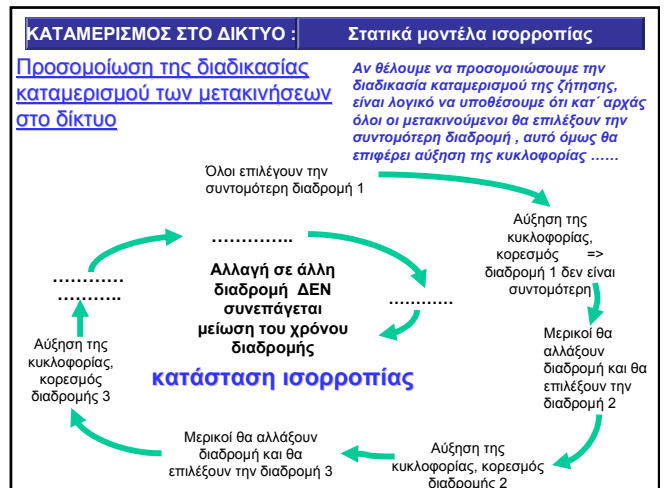 ΚΑΤΑΜΕΡΙΣΜΟΣ ΣΤΟ ΔΙΚΤΥΟ : Στατικά μοντέλα ισορροπίας
Προσομοίωση της διαδικασίας
καταμερισμού των μετακινήσεων
στο δίκτυο
Αν θέλουμε να προσομοιώσουμε την
διαδικασία καταμερισμού της ζήτησης,
είναι λογικό να υποθέσουμε ότι κατ΄ αρχάς
όλοι οι μετακινούμενοι θα επιλέξουν την
συντομότερη διαδρομή , αυτό όμως θα
επιφέρει αύξηση της κυκλοφορίας ……
Όλοι επιλέγουν την
συντομότερη διαδρομή 1
Αύξηση της
κυκλοφορίας,
κορεσμός =>
διαδρομή 1 δεν είναι
συντομότερη
Μερικοί θα
αλλάξουν
διαδρομή και θα
επιλέξουν την
διαδρομή 2
Αύξηση της
κυκλοφορίας, κορεσμός
διαδρομής 2
Μερικοί θα αλλάξουν
διαδρομή και θα
επιλέξουν την διαδρομή 3
Αύξηση της
κυκλοφορίας,
κορεσμός
διαδρομής 3
…………
………..
…………..
…………
Αλλαγή σε άλλη
διαδρομή ΔΕΝ
συνεπάγεται
μείωση του χρόνου
διαδρομής
κατάσταση ισορροπίας